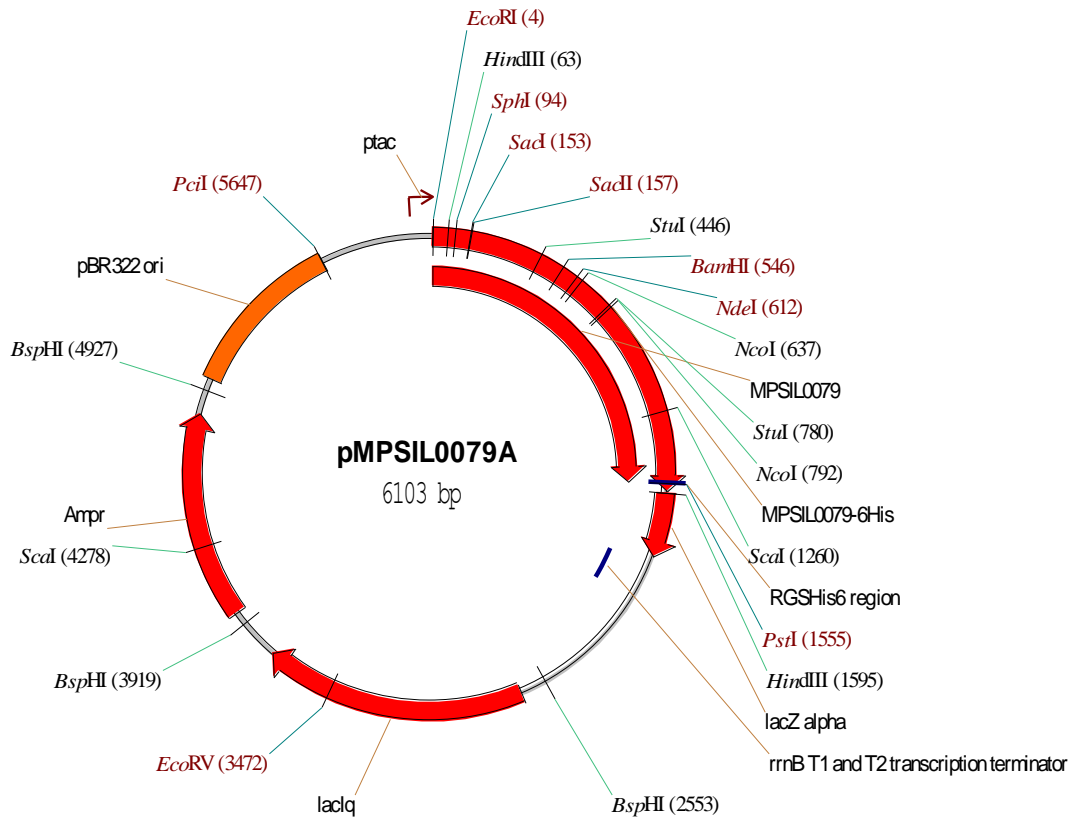 EcoRI (4)
HindIII (63)
SphI (94)
ptac
SacI (153)
PciI (5647)
SacII (157)
StuI (446)
pBR322 ori
BamHI (546)
NdeI (612)
BspHI (4927)
NcoI (637)
MPSIL0079
StuI (780)
pMPSIL0079A
6103 bp
NcoI (792)
Ampr
MPSIL0079-6His
ScaI (4278)
ScaI (1260)
RGSHis6 region
PstI (1555)
BspHI (3919)
HindIII (1595)
lacZ alpha
EcoRV (3472)
rrnB T1 and T2 transcription terminator
lacIq
BspHI (2553)